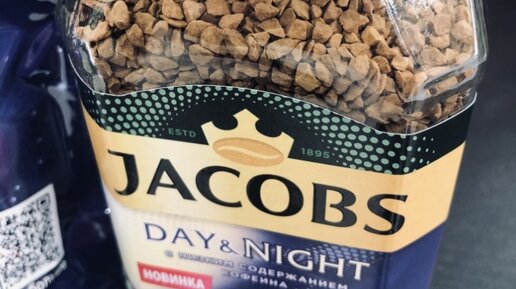 ESTD 1895
JACOBS
DAY & NIGHT
С НИЗКИМ СОДЕРЖАНИЕМ
КОФЕИНА
НОВИНКА